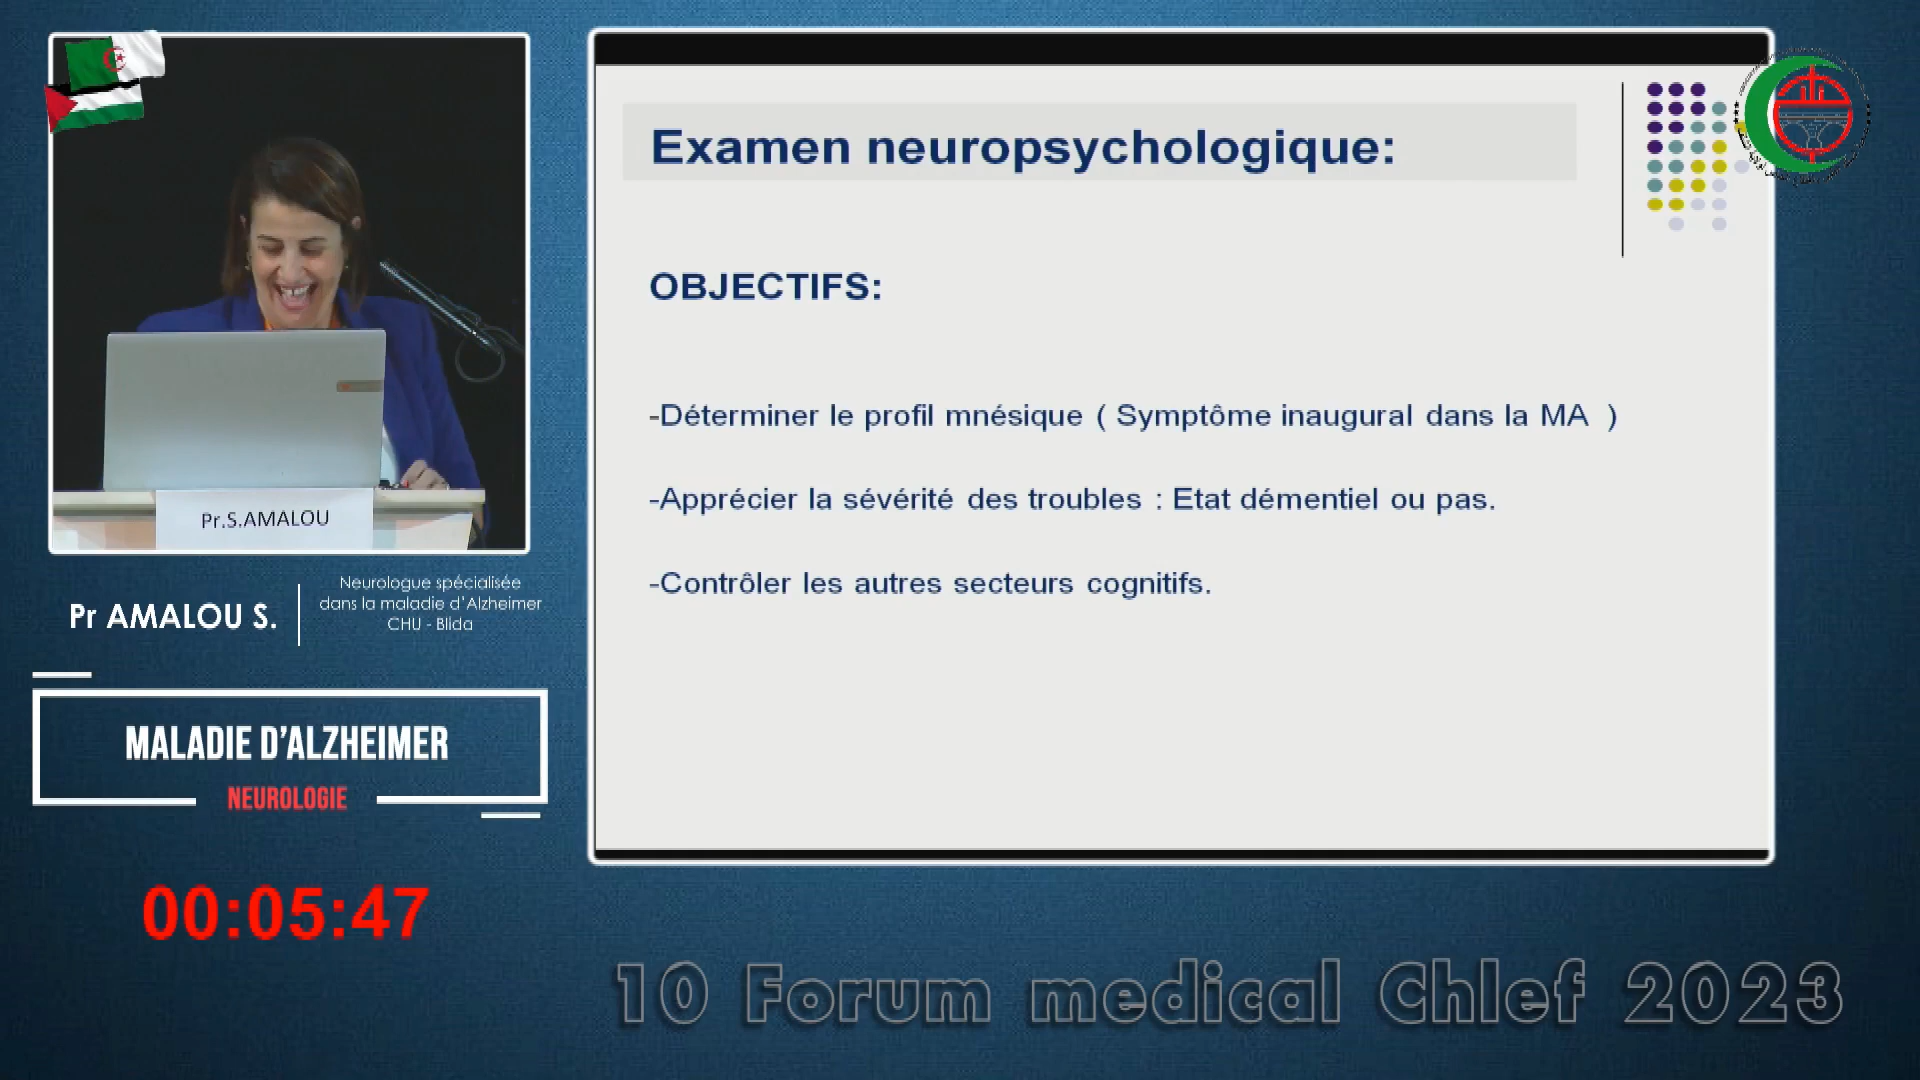 Pr.S.AMALOU
Pr AMALOU S.
Neurologue spécialisée
dans la maladie d'Alzheimer
CHU - Blida
MALADIE D'ALZHEIMER
NEUROLOGIE
00:05:47
Examen neuropsychologique:
OBJECTIFS:
-Déterminer le profil mnésique ( Symptôme inaugural dans la MA )
-Apprécier la sévérité des troubles : Etat démentiel ou pas.
-Contrôler les autres secteurs cognitifs.
10 Forum medical Chlef 2023